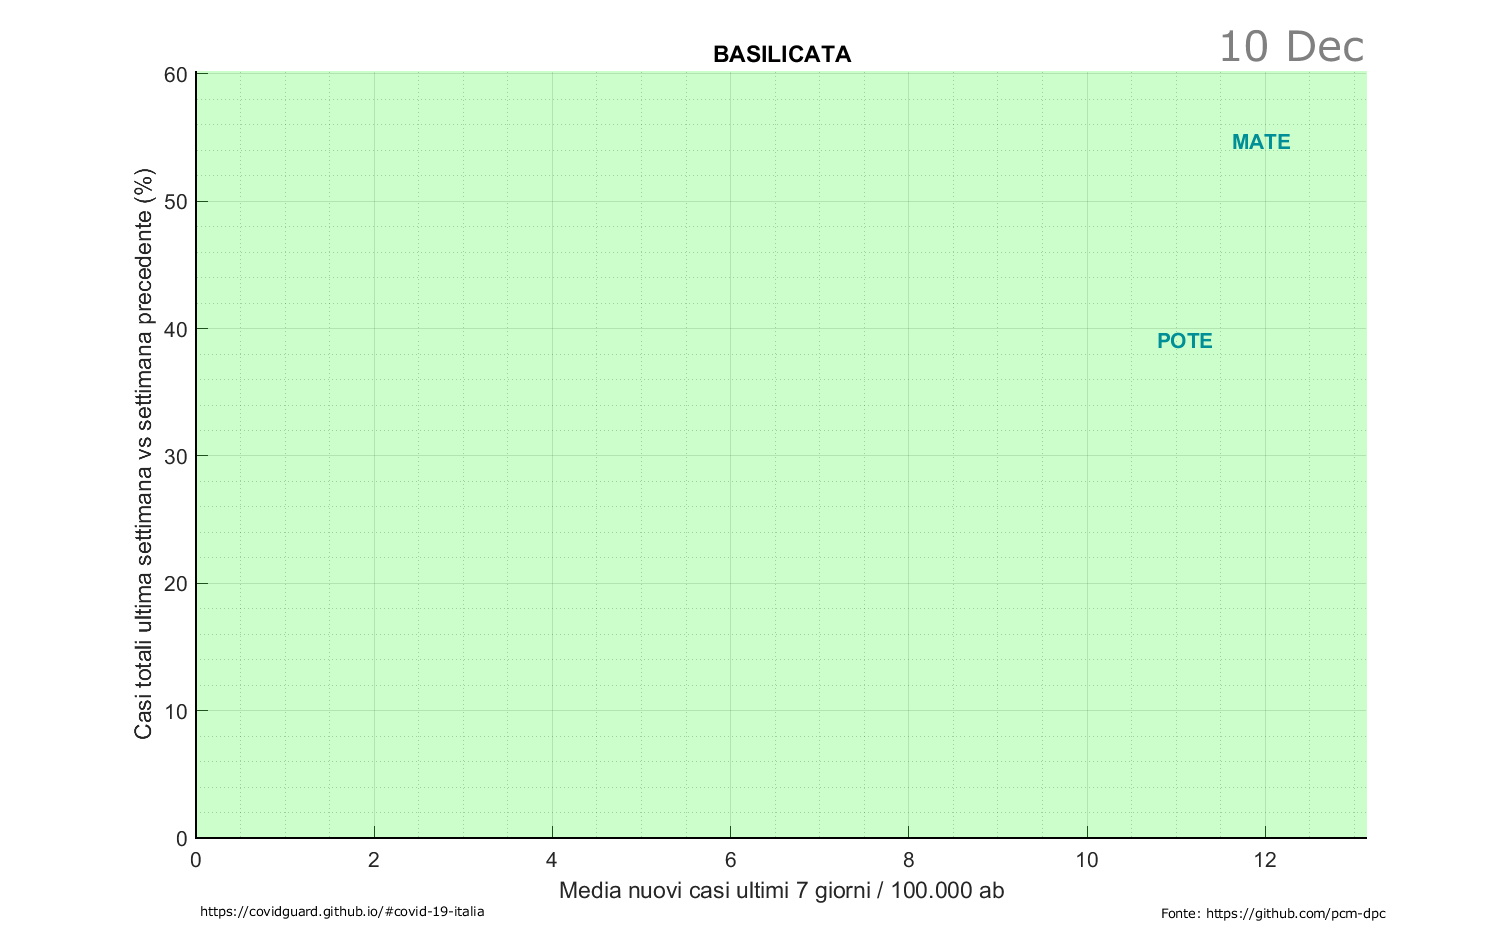 10 Dec
BASILICATA
60
MATE
Casi totali ultima settimana vs settimana precedente (%)
50
40
POTE
30
20
10
0
0 2 4 6 8 10 12
Media nuovi casi ultimi 7 giorni / 100.000 ab
https://covidguard.github.io/#covid-19-italia
Fonte: https://github.com/pcm-dpc